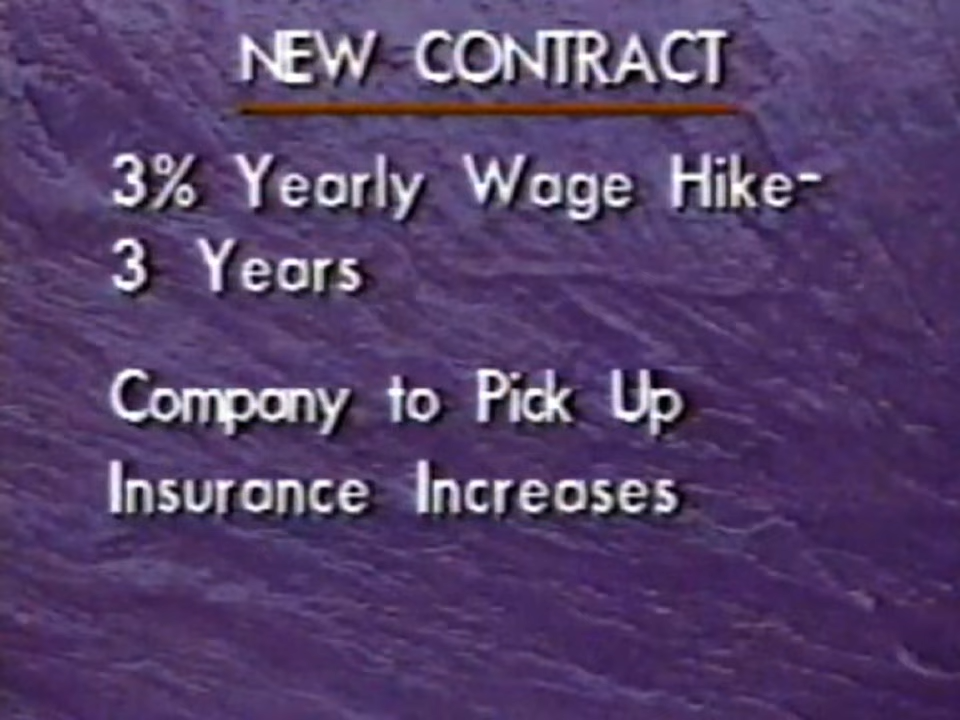 NEW CONTRACT
3% Yearly Wage Hike-
3 Years
Company to Pick Up
Insurance Increases